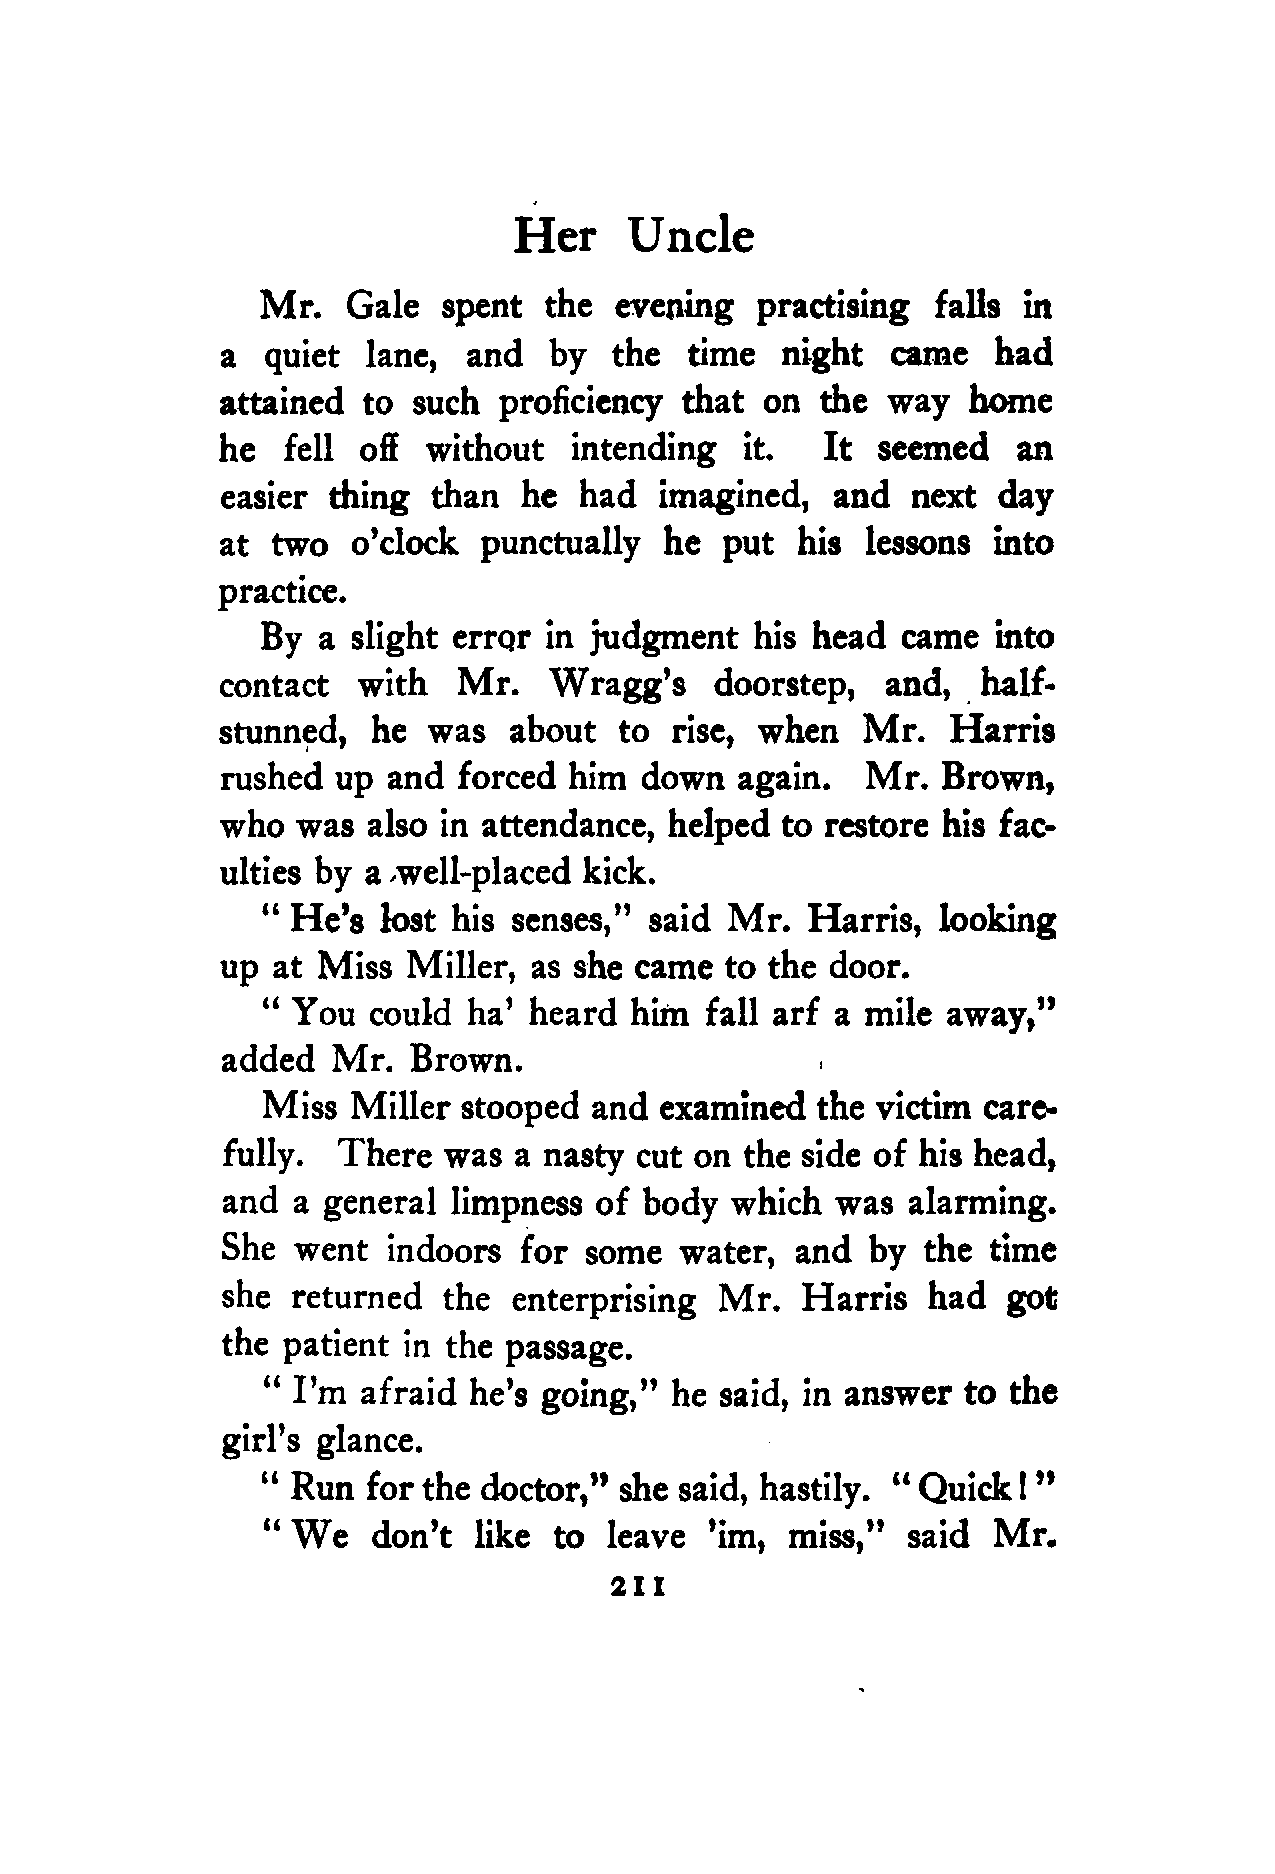 Her Uncle
Mr. Gale spent the evening practising falls in
a quiet lane, and by the time night came had
attained to such proficiency that on the way home
he fell off without intending it. It seemed an
easier thing than he had imagined, and next day
at two o'clock punctually he put his lessons into
practice.
By a slight error in judgment his head came into
contact with Mr. Wragg's doorstep, and, half-
stunned, he was about to rise, when Mr. Harris
rushed up and forced him down again. Mr. Brown,
who was also in attendance, helped to restore his fac-
ulties by a well-placed kick.
" He's lost his senses," said Mr. Harris, looking
up at Miss Miller, as she came to the door.
" You could ha' heard him fall arf a mile away,"
added Mr. Brown.
Miss Miller stooped and examined the victim care-
fully. There was a nasty cut on the side of his head,
and a general limpness of body which was alarming.
She went indoors for some water, and by the time
she returned the enterprising Mr. Harris had got
the patient in the passage.
" I'm afraid he's going," he said, in answer to the
girl's glance.
" Run for the doctor," she said, hastily. " Quick ! "
" We don't like to leave 'im, miss," said Mr.
211